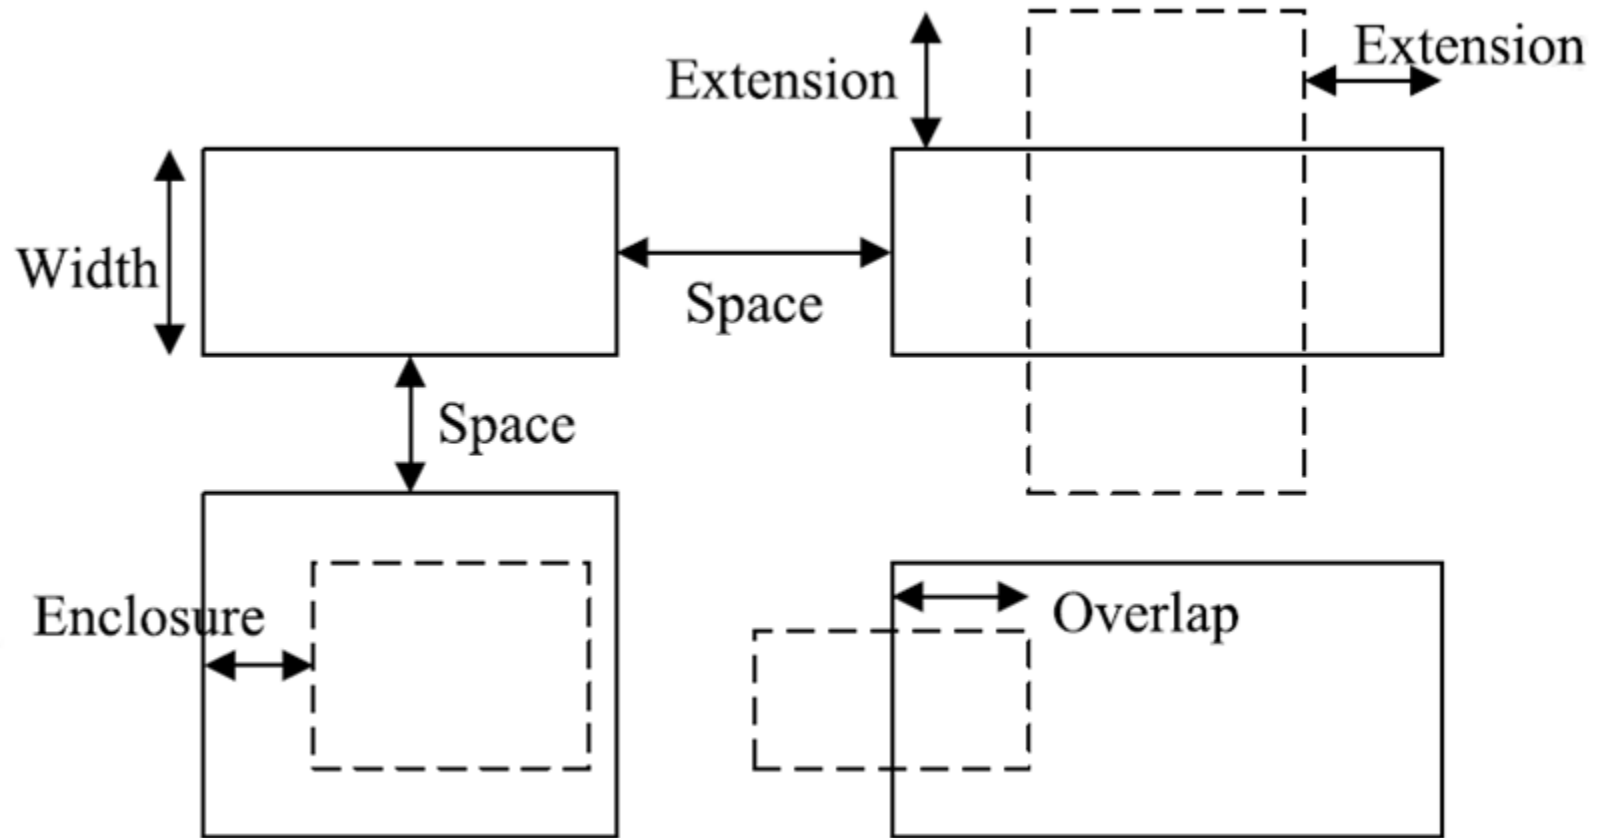 Extension
Extension
Width
Space
Space
Enclosure
Overlap